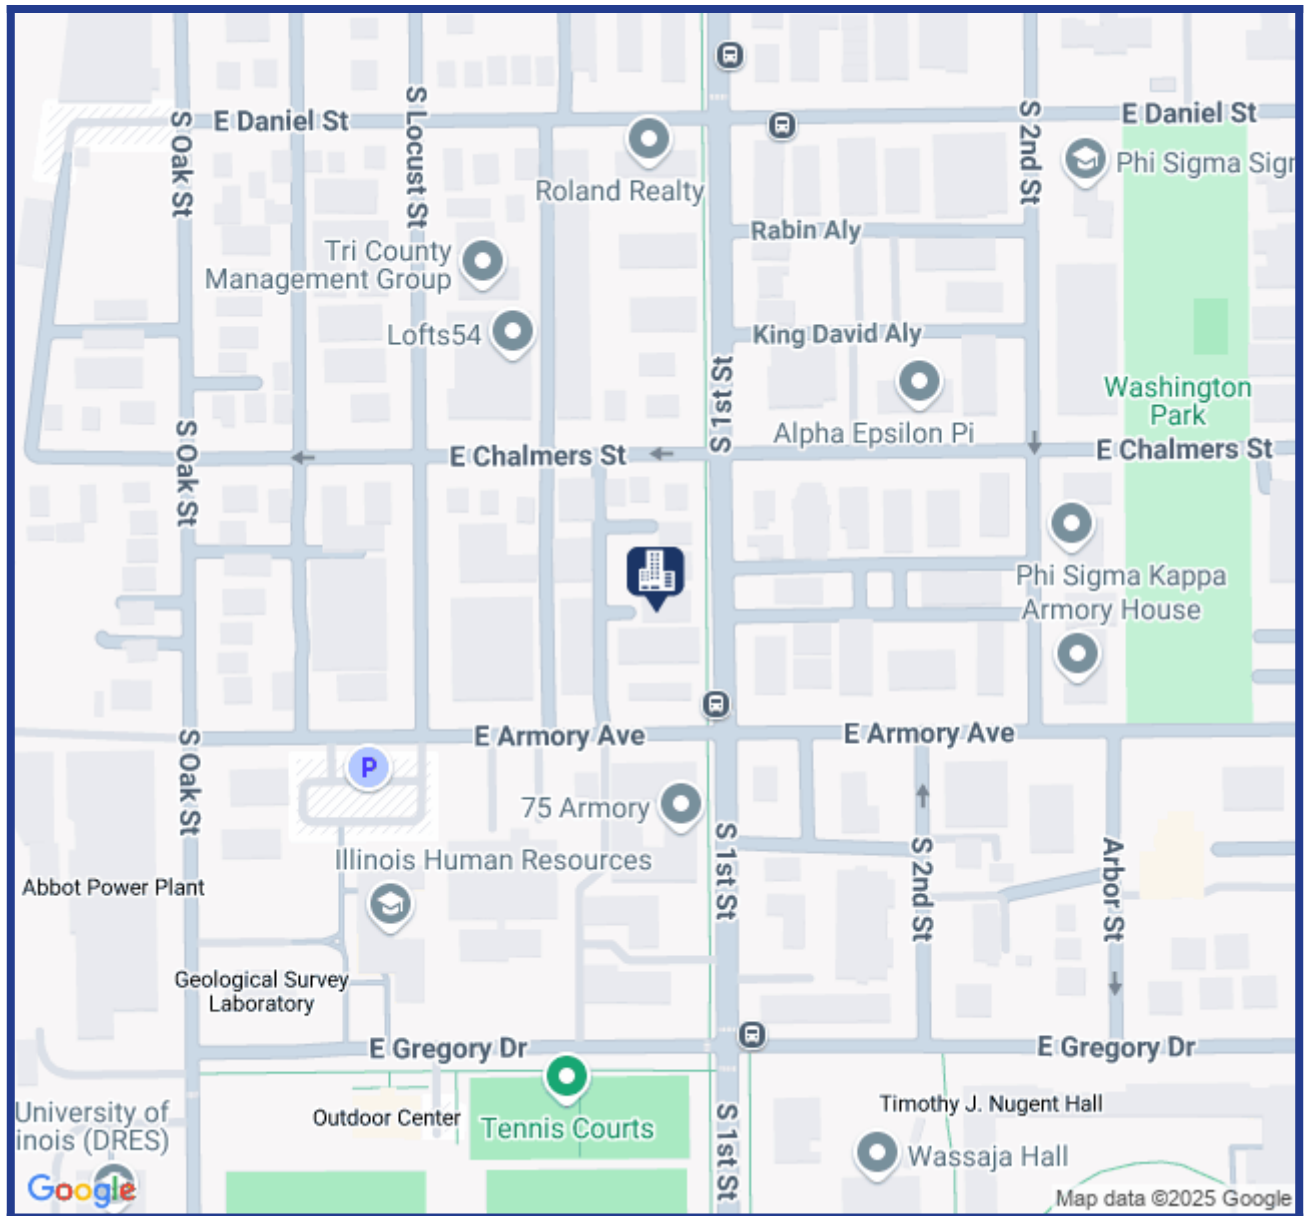 E Daniel St
E Daniel St
S Oak St
S Locust St
S 2nd St
Roland Realty
Phi Sigma Sigr
Rabin Aly
Tri County
Management Group
Lofts54
King David Aly
S 1st St
Washington
Park
Alpha Epsilon Pi
S Oak St
E Chalmers St
E Chalmers St
Phi Sigma Kappa
Armory House
E Armory Ave
E Armory Ave
S Oak St
P
75 Armory
Illinois Human Resources
S 1st St
S 2nd St
Arbor St
Abbot Power Plant
Geological Survey
Laboratory
E Gregory Dr
E Gregory Dr
University of
inois (DRES)
Outdoor Center
Tennis Courts
S 1st St
Timothy J. Nugent Hall
Wassaja Hall
Google
Map data ©2025 Google